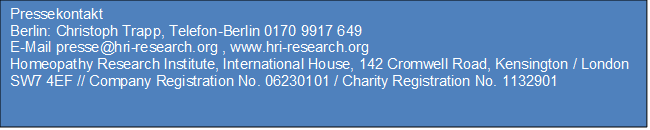 Pressekontakt
Berlin: Christoph Trapp, Telefon-Berlin 0170 9917 649
E-Mail presse@hri-research.org , www.hri-research.org
Homeopathy Research Institute, International House, 142 Cromwell Road, Kensington / London
SW7 4EF // Company Registration No. 06230101 / Charity Registration No. 1132901